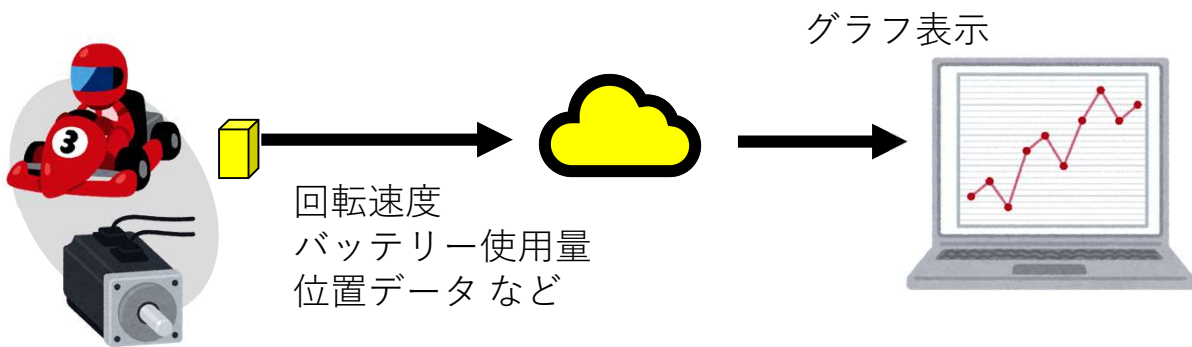 グラフ表示
3
回転速度
バッテリー使用量
位置データ など